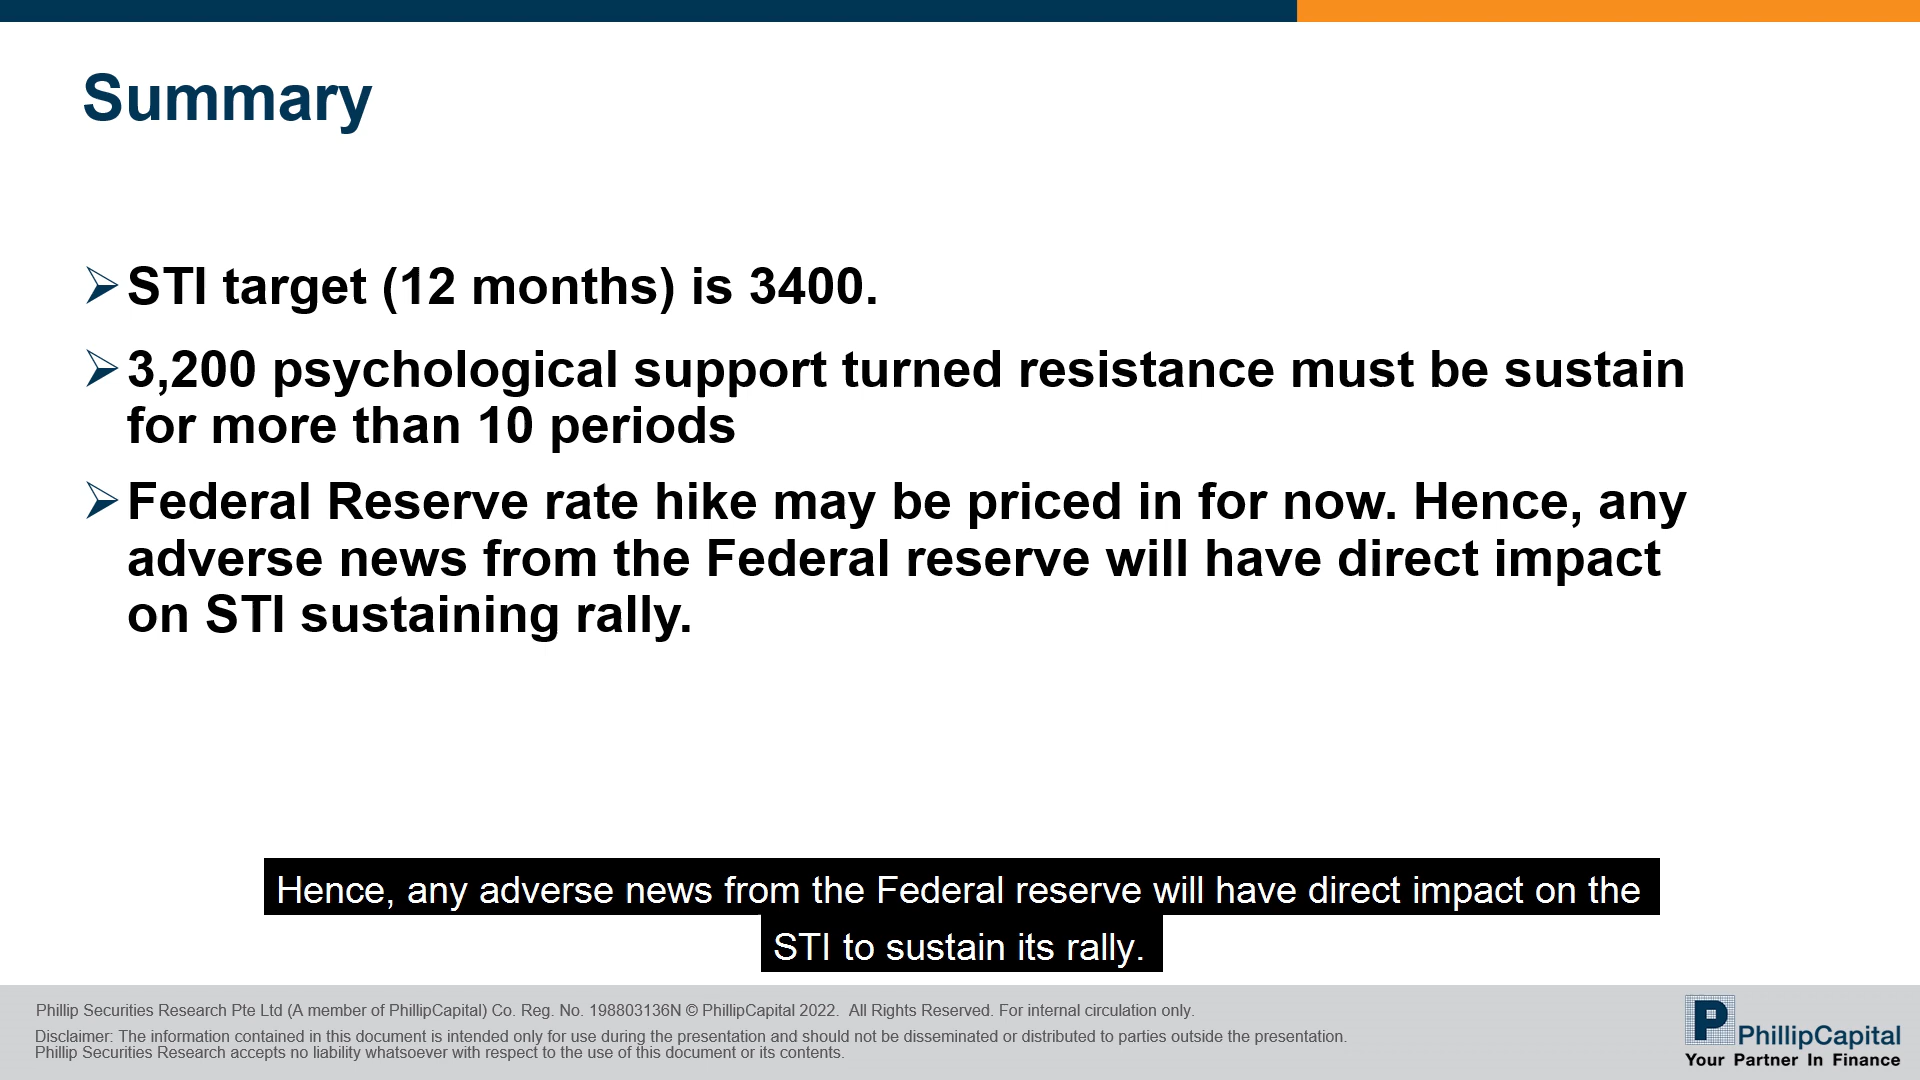 Summary
STI target (12 months) is 3400.
3,200 psychological support turned resistance must be sustain
for more than 10 periods
Federal Reserve rate hike may be priced in for now. Hence, any
adverse news from the Federal reserve will have direct impact
on STI sustaining rally.
Hence, any adverse news from the Federal reserve will have direct impact on the
STI to sustain its rally.
Phillip Securities Research Pte Ltd (A member of PhillipCapital) Co. Reg. No. 198803136N © PhillipCapital 2022.  All Rights Reserved. For internal circulation only.
Disclaimer: The information contained in this document is intended only for use during the presentation and should not be disseminated or distributed to parties outside the presentation.
Phillip Securities Research accepts no liability whatsoever with respect to the use of this document or its contents.
PhillipCapital
Your Partner In Finance